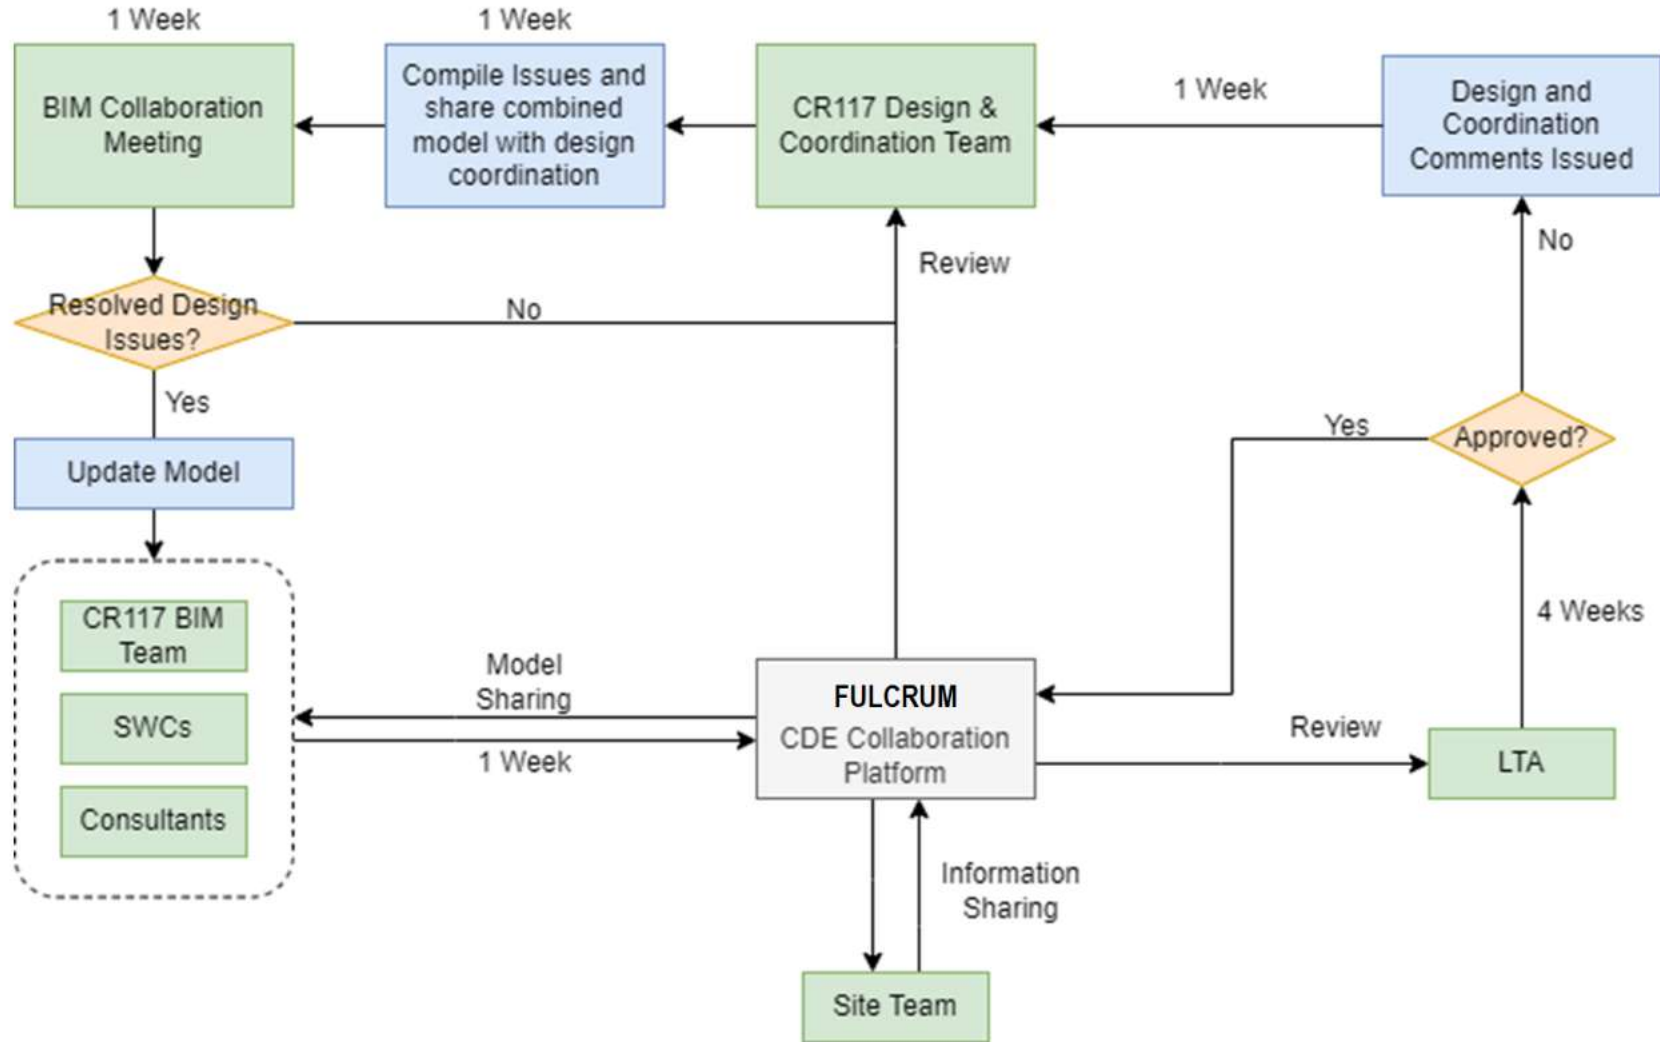 1 Week
1 Week
BIM Collaboration
Meeting
Compile Issues and
share combined
model with design
coordination
CR117 Design &
Coordination Team
1 Week
Design and
Coordination
Comments Issued
Review
No
Resolved Design
Issues?
No
Yes
Update Model
Yes
Approved?
CR117 BIM
Team
SWCs
Consultants
Model
Sharing
1 Week
FULCRUM
CDE Collaboration
Platform
Review
4 Weeks
LTA
Information
Sharing
Site Team